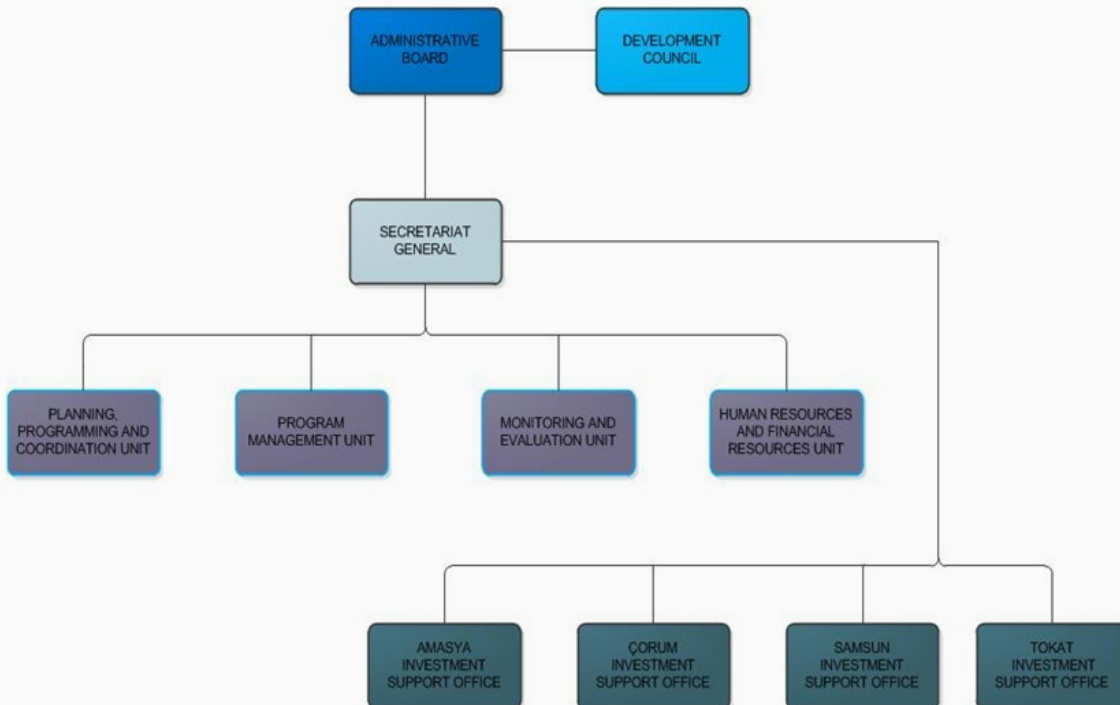 ADMINISTRATIVE
BOARD
DEVELOPMENT
COUNCIL
SECRETARIAT
GENERAL
PLANNING,
PROGRAMMING AND
COORDINATION UNIT
PROGRAM
MANAGEMENT UNIT
MONITORING AND
EVALUATION UNIT
HUMAN RESOURCES
AND FINANCIAL
RESOURCES UNIT
AMASYA
INVESTMENT
SUPPORT OFFICE
ÇORUM
INVESTMENT
SUPPORT OFFICE
SAMSUN
INVESTMENT
SUPPORT OFFICE
TOKAT
INVESTMENT
SUPPORT OFFICE